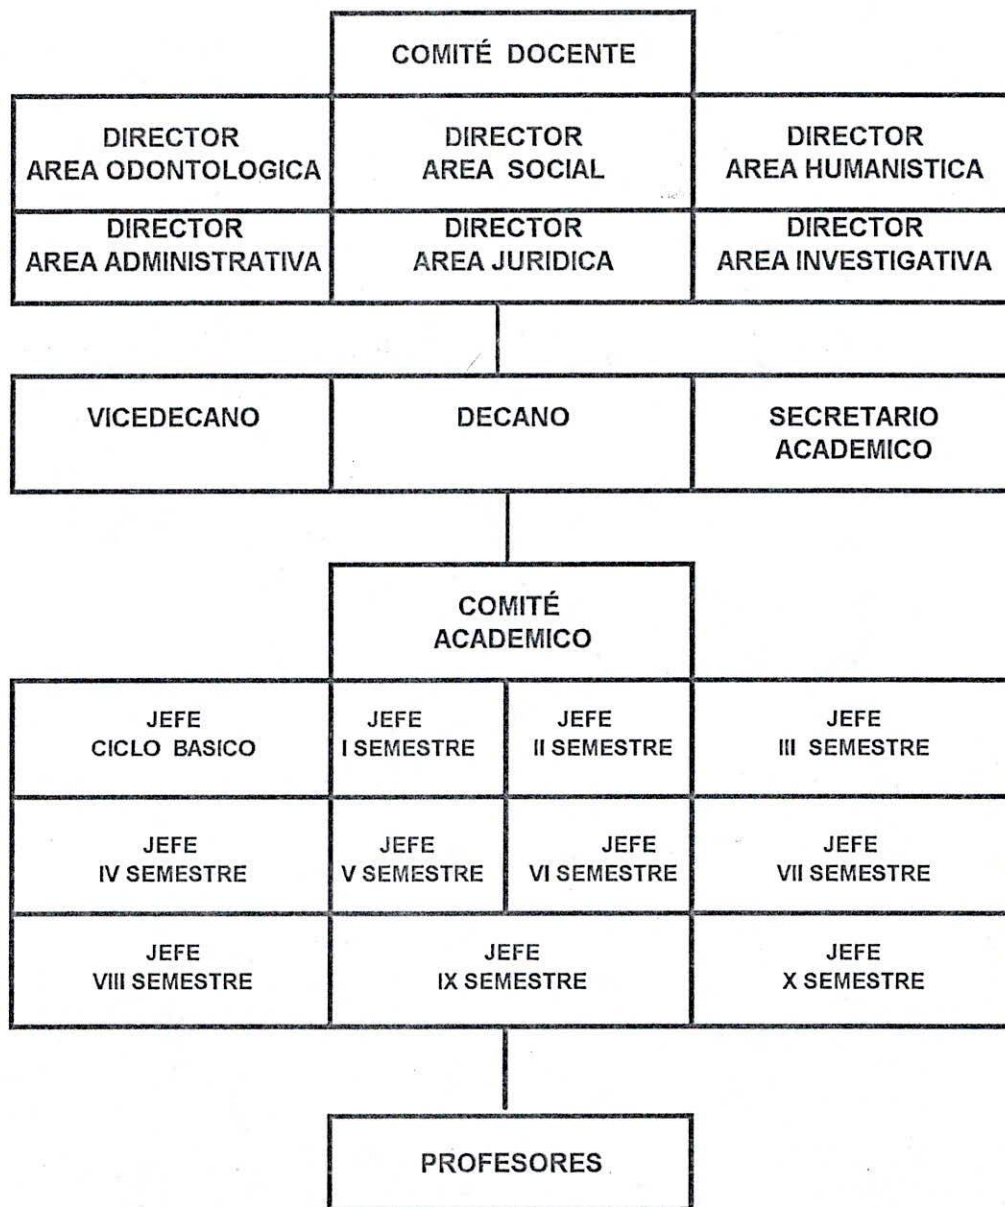 COMITÉ DOCENTE
DIRECTOR
AREA ODONTOLOGICA
DIRECTOR
AREA SOCIAL
DIRECTOR
AREA HUMANISTICA
DIRECTOR
AREA ADMINISTRATIVA
DIRECTOR
AREA JURIDICA
DIRECTOR
AREA INVESTIGATIVA
VICEDECANO
DECANO
SECRETARIO
ACADEMICO
COMITÉ
ACADEMICO
JEFE
CICLO BASICO
JEFE
I SEMESTRE
JEFE
II SEMESTRE
JEFE
III SEMESTRE
JEFE
IV SEMESTRE
JEFE
V SEMESTRE
JEFE
VI SEMESTRE
JEFE
VII SEMESTRE
JEFE
VIII SEMESTRE
JEFE
IX SEMESTRE
JEFE
X SEMESTRE
PROFESORES